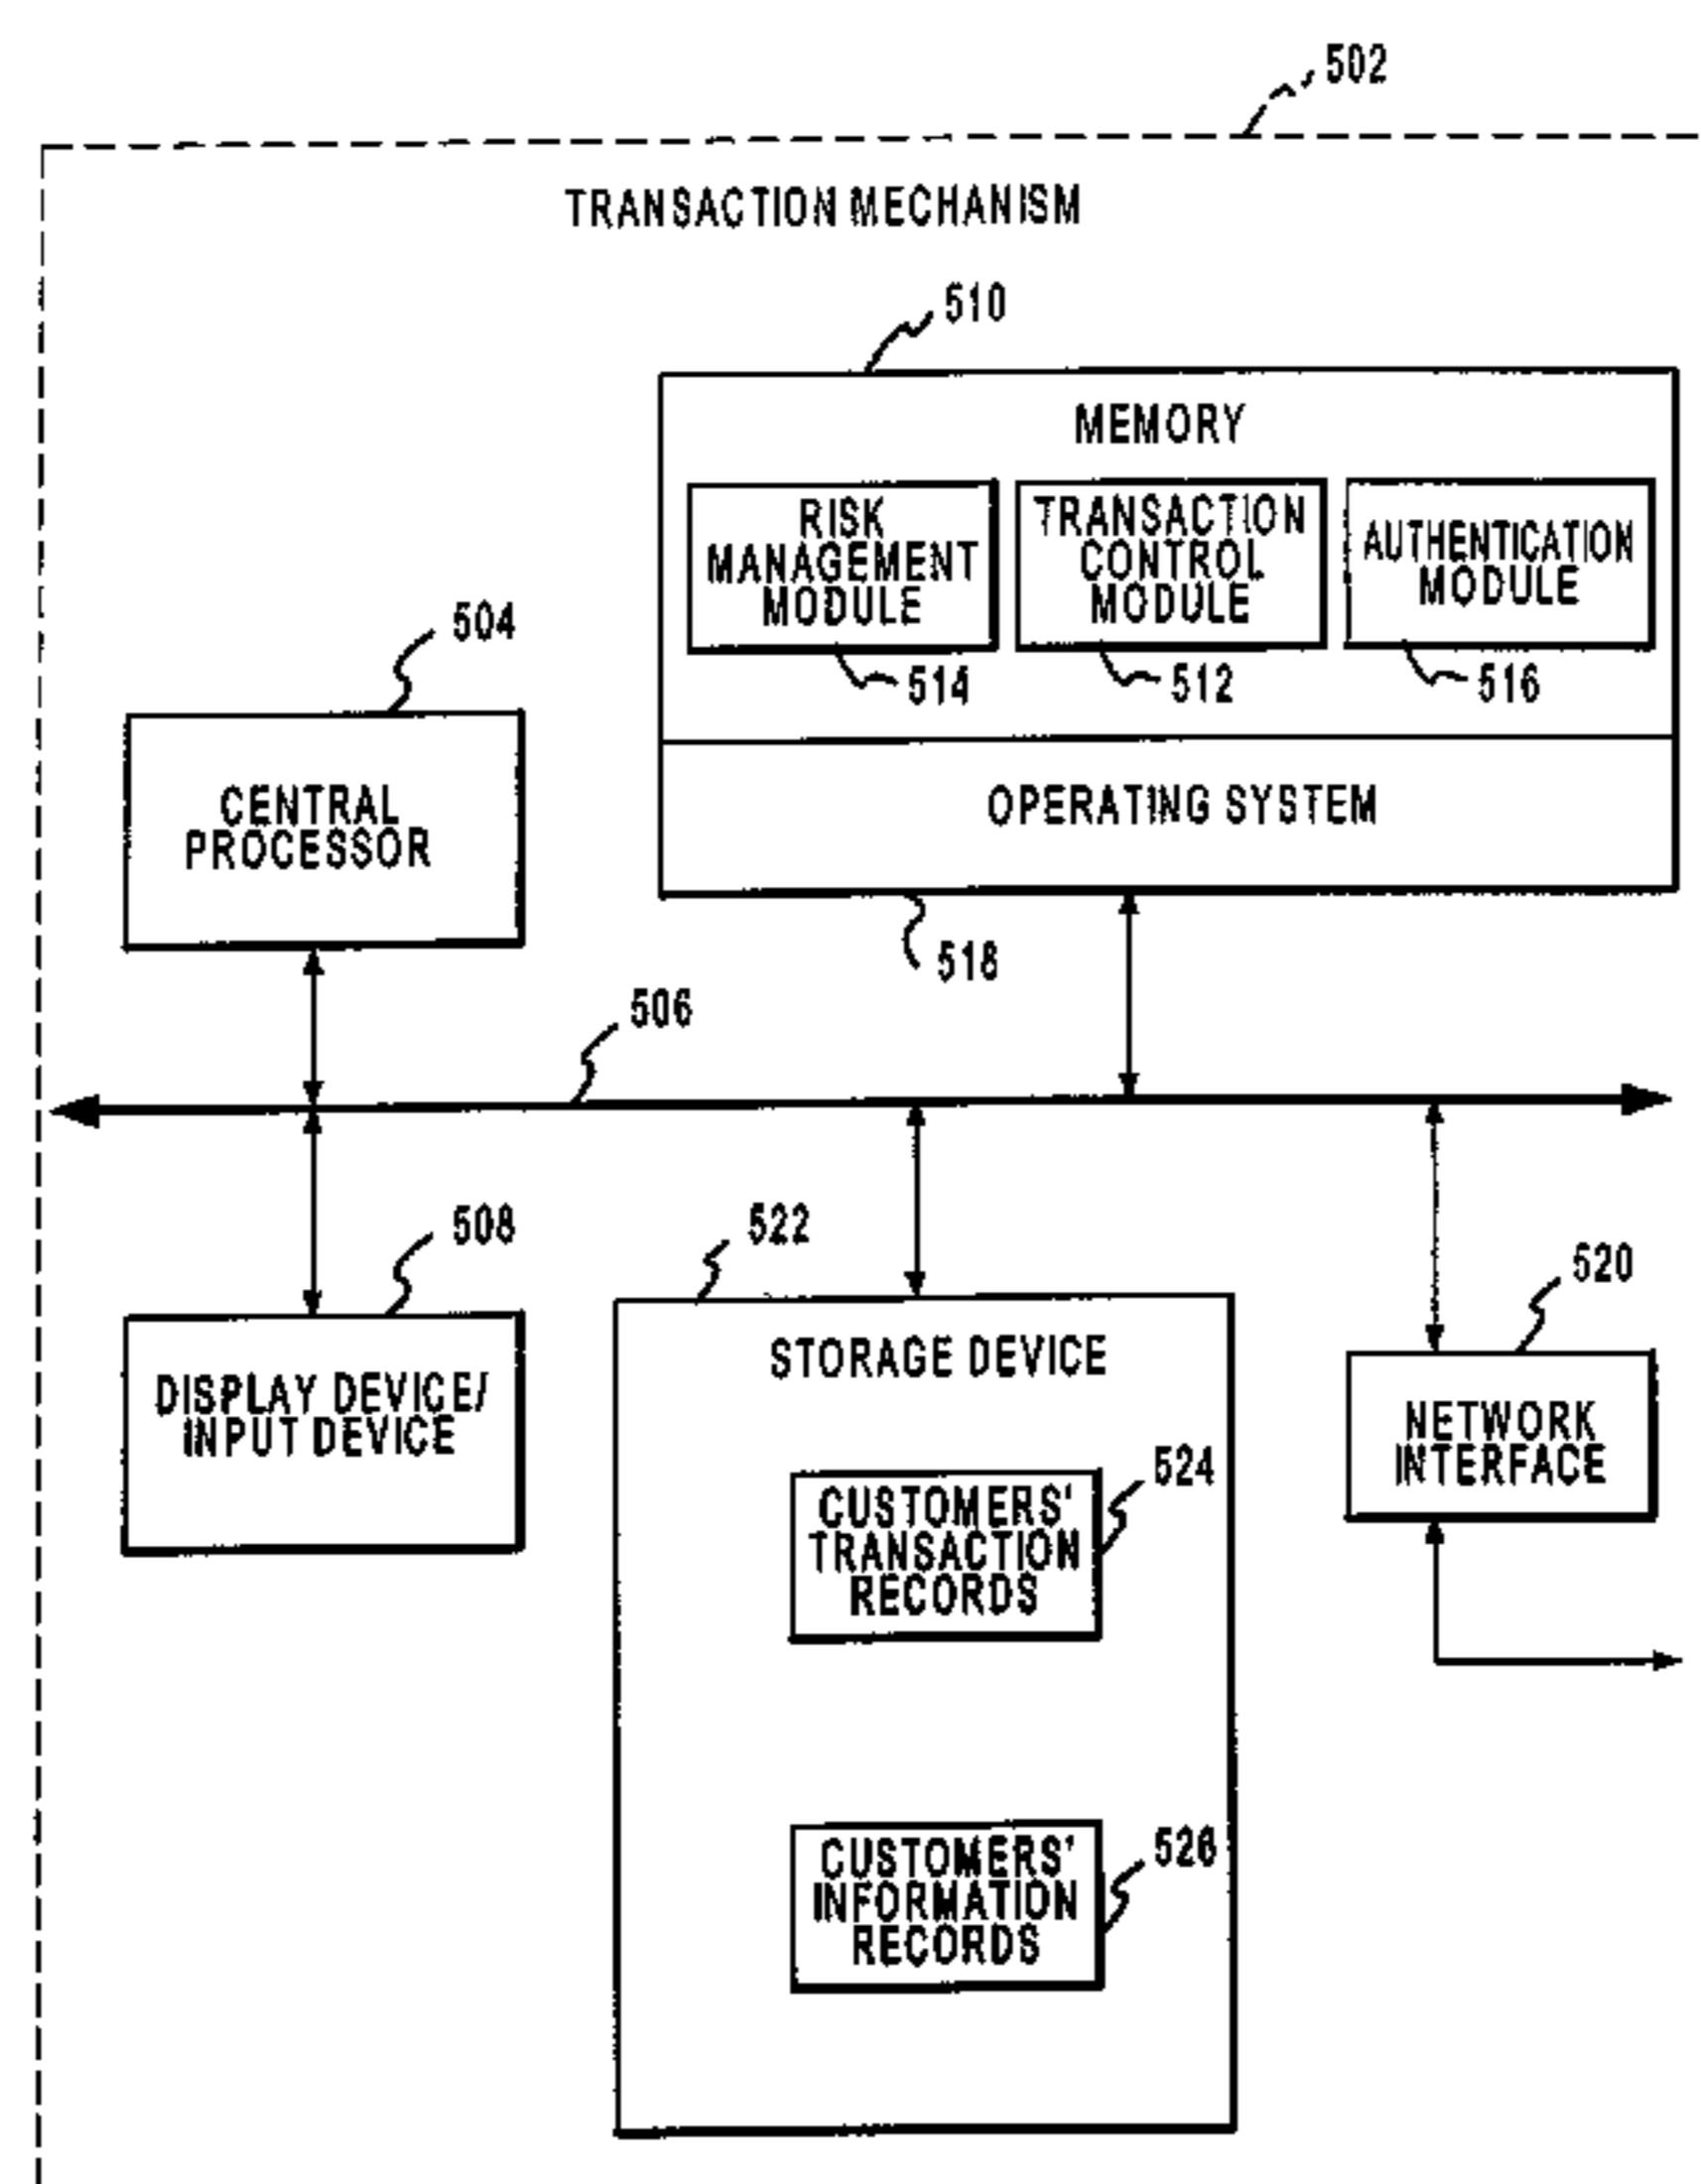 502
TRANSACTION MECHANISM
510
MEMORY
RISK
MANAGEMENT
MODULE
TRANSACTION
CONTROL
MODULE
AUTHENTICATION
MODULE
514
512
516
504
CENTRAL
PROCESSOR
OPERATING SYSTEM
518
506
508
DISPLAY DEVICE/
INPUT DEVICE
522
STORAGE DEVICE
520
NETWORK
INTERFACE
524
CUSTOMERS'
TRANSACTION
RECORDS
526
CUSTOMERS'
INFORMATION
RECORDS